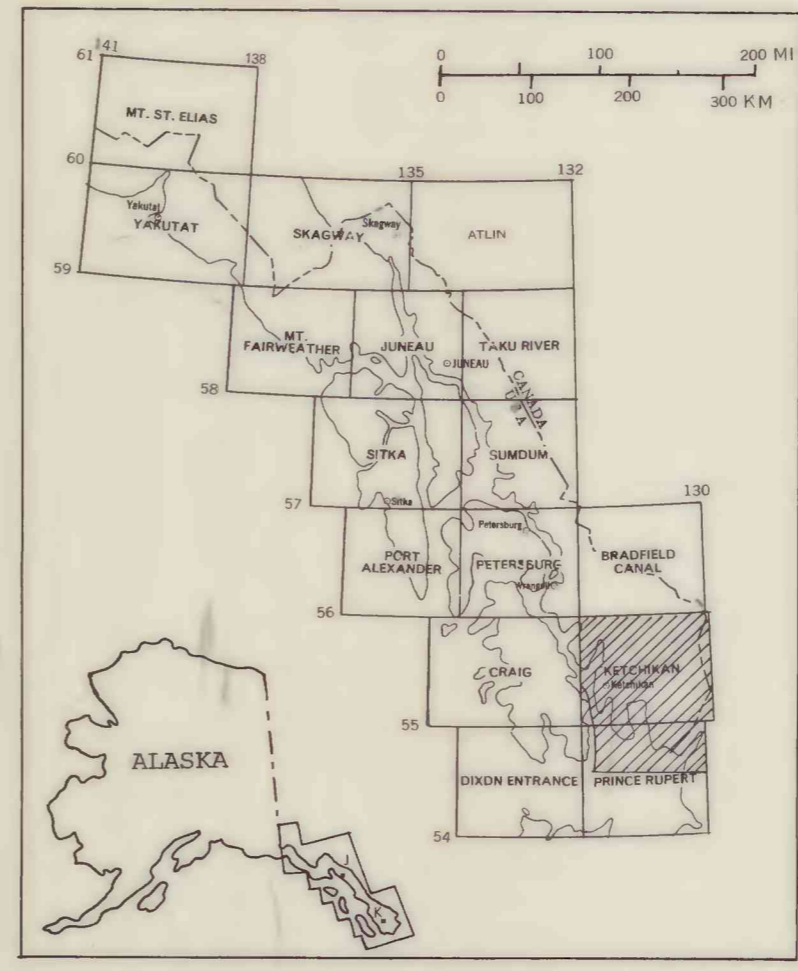 141
61
138
0 100 200 MI
0 100 200 300 KM
MT. ST. ELIAS
60
135
132
Yakutat
YAKUTAT
SKAGWAY
Skagway
ATLIN
59
MT.
FAIRWEATHER
JUNEAU
JUNEAU
TAKU RIVER
58
CANADA
U S A
SITKA
SUMDUM
Sitka
57
130
Petersburg
PORT
ALEXANDER
PETERSBURG
Wrangell
BRADFIELD
CANAL
56
CRAIG
KETCHIKAN
Ketchikan
55
ALASKA
DIXON ENTRANCE
PRINCE RUPERT
54
J
K